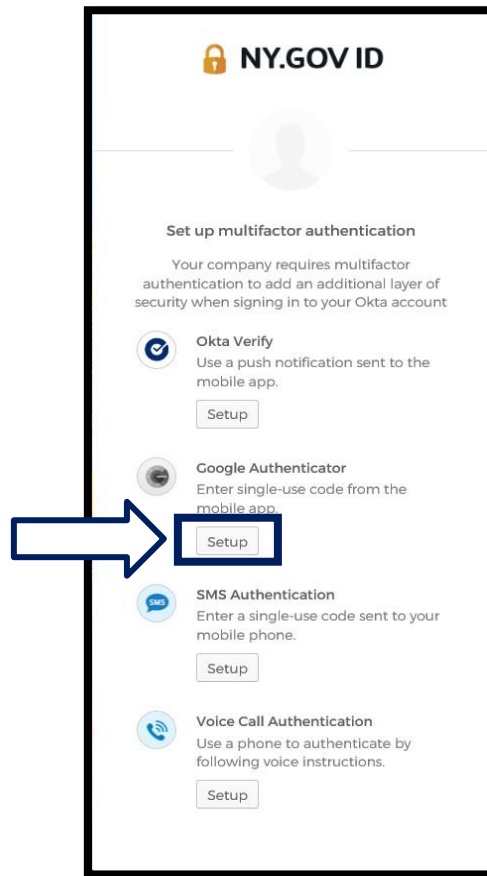 NY.GOV ID
Set up multifactor authentication
Your company requires multifactor
authentication to add an additional layer of
security when signing in to your Okta account
Okta Verify
Use a push notification sent to the
mobile app.
Setup
Google Authenticator
Enter single-use code from the
mobile app.
Setup
SMS
SMS Authentication
Enter a single-use code sent to your
mobile phone.
Setup
Voice Call Authentication
Use a phone to authenticate by
following voice instructions.
Setup